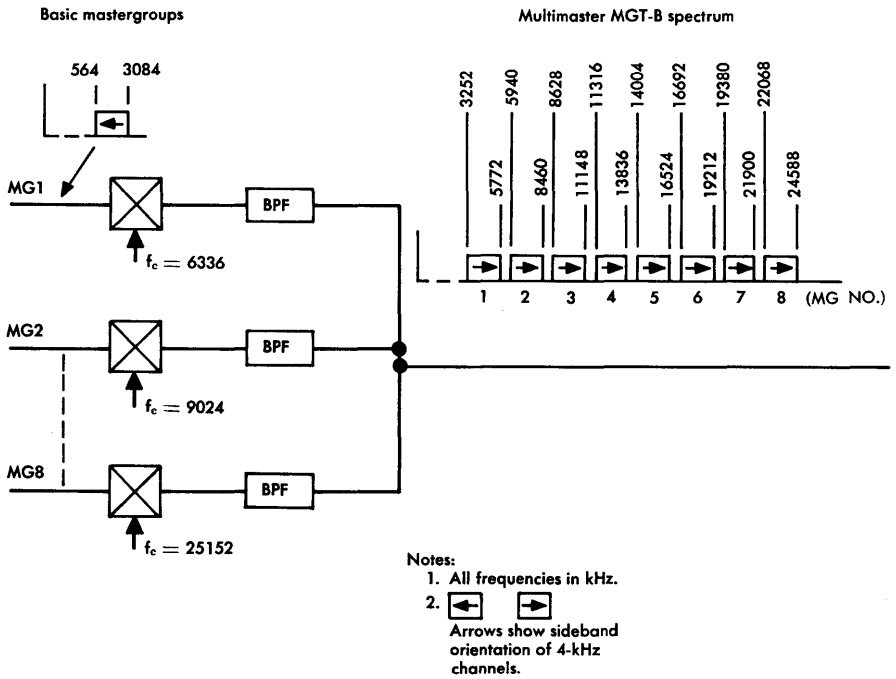 Basic mastergroups
Multimaster MGT-B spectrum
564 3084
3252 5940 8628 11316 14004 16692 19380 22068
5772 8460 11148 13836 16524 19212 21900 24588
MG1
BPF
fc = 6336
1 2 3 4 5 6 7 8 (MG NO.)
MG2
BPF
fc = 9024
MG8
BPF
fc = 25152
Notes:
1. All frequencies in kHz.
2.
Arrows show sideband
orientation of 4-kHz
channels.